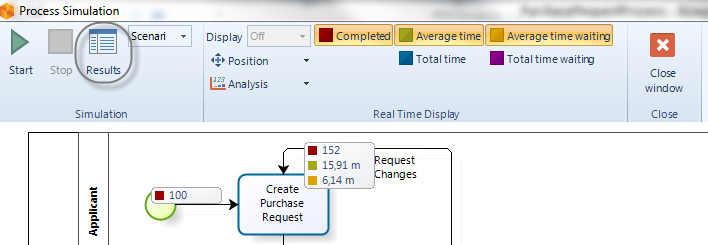 Process Simulation
Start
Stop
Results
Scenari
Display
Off
Position
Analysis
Completed
Average time
Average time waiting
Total time
Total time waiting
Close
window
Simulation
Real Time Display
Close
Applicant
100
Create
Purchase
Request
152
15,91 m
6,14 m
Request
Changes